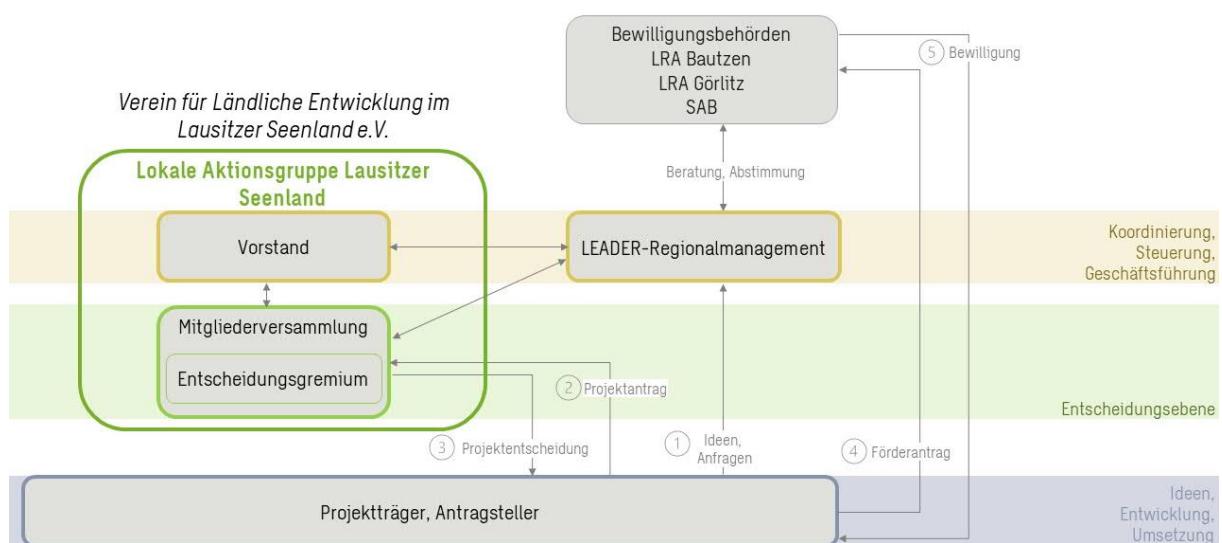 Bewilligungsbehörden
LRA Bautzen
LRA Görlitz
SAB
5 Bewilligung
Verein für Ländliche Entwicklung im
Lausitzer Seenland e.V.
Lokale Aktionsgruppe Lausitzer
Seenland
Beratung, Abstimmung
Vorstand
LEADER-Regionalmanagement
Koordinierung,
Steuerung,
Geschäftsführung
Mitgliederversammlung
Entscheidungsgremium
2 Projektantrag
Entscheidungsebene
3 Projektentscheidung
1 Ideen,
Anfragen
4 Förderantrag
Projektträger, Antragsteller
Ideen,
Entwicklung,
Umsetzung